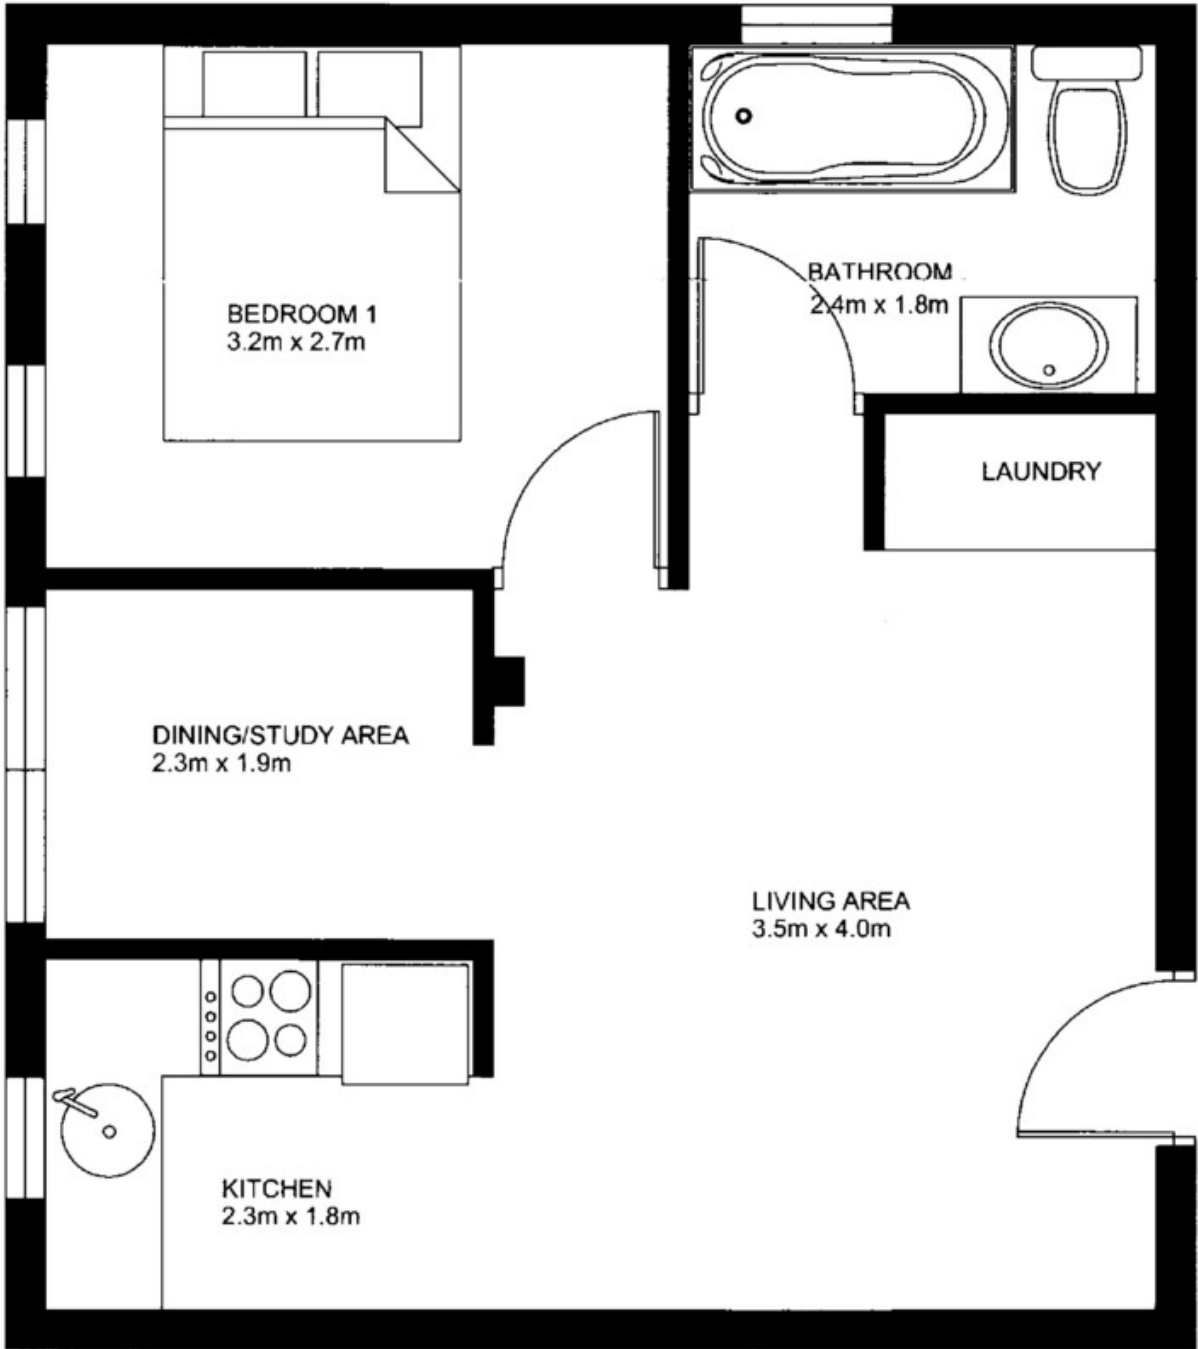 BEDROOM 1
3.2m x 2.7m
BATHROOM
2.4m x 1.8m
LAUNDRY
DINING/STUDY AREA
2.3m x 1.9m
LIVING AREA
3.5m x 4.0m
KITCHEN
2.3m x 1.8m